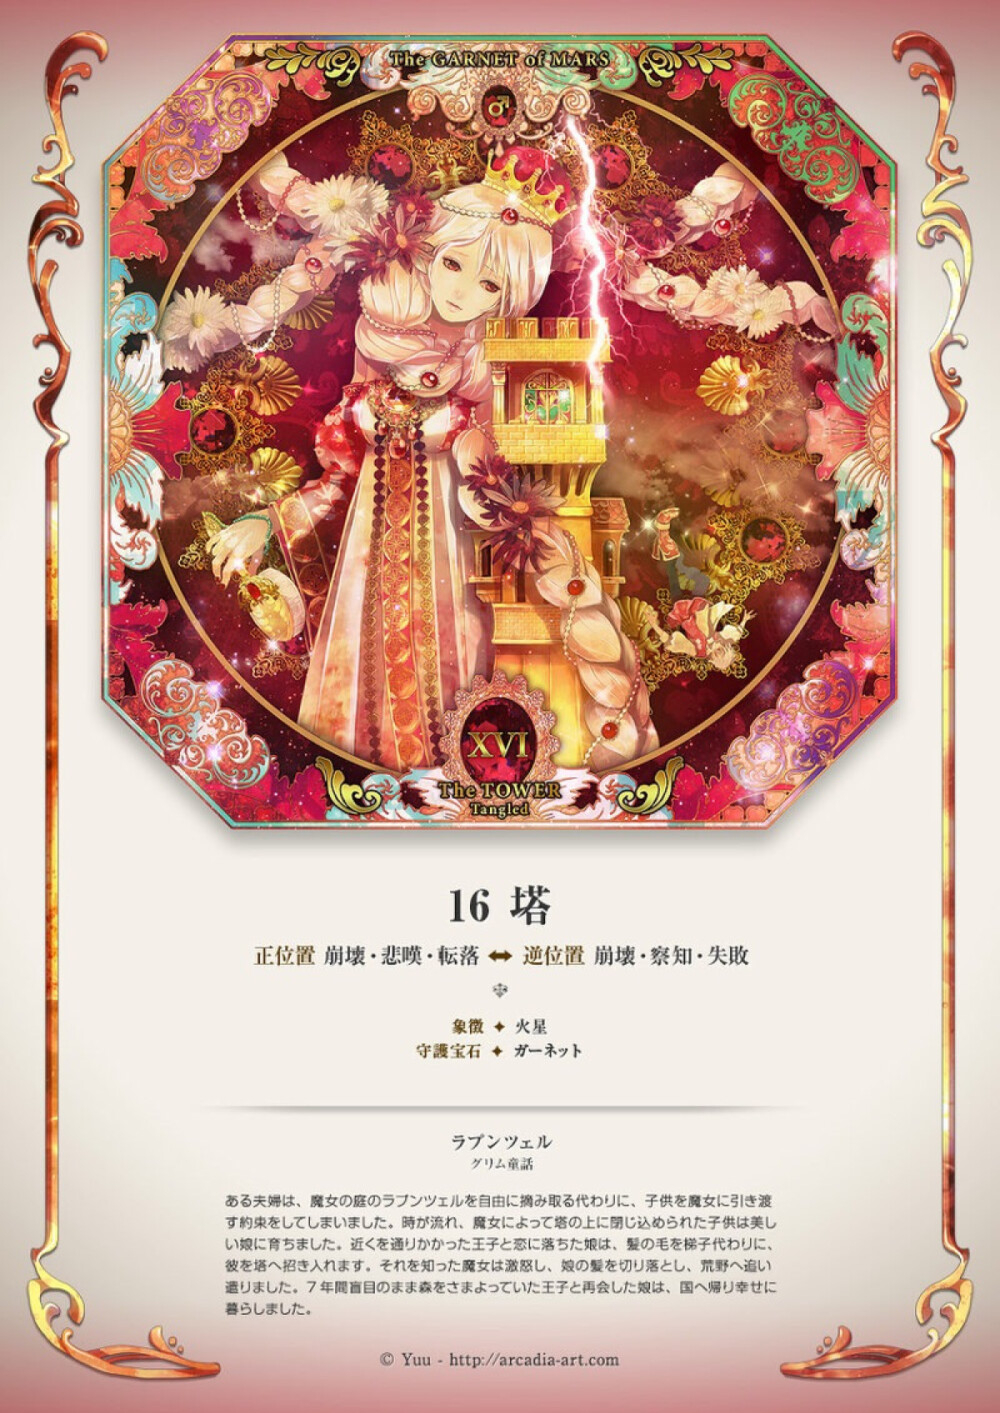 The GARNET of MARS
♂
XVI
The TOWER
Tangled
16 塔
正位置 崩壊・悲嘆・転落 ⬌ 逆位置 崩壊・察知・失敗
象徴 ✦ 火星
守護宝石 ✦ ガーネット
ラプンツェル
グリム童話
ある夫婦は、魔女の庭のラプンツェルを自由に摘み取る代わりに、子供を魔女に引き渡
す約束をしてしまいました。時が流れ、魔女によって塔の上に閉じ込められた子供は美し
い娘に育ちました。近くを通りかかった王子と恋に落ちた娘は、髪の毛を梯子代わりに、
彼を塔へ招き入れます。それを知った魔女は激怒し、娘の髪を切り落とし、荒野へ追い
遣りました。7年間盲目のまま森をさまよっていた王子と再会した娘は、国へ帰り幸せに
暮らしました。
© Yuu - http://arcadia-art.com